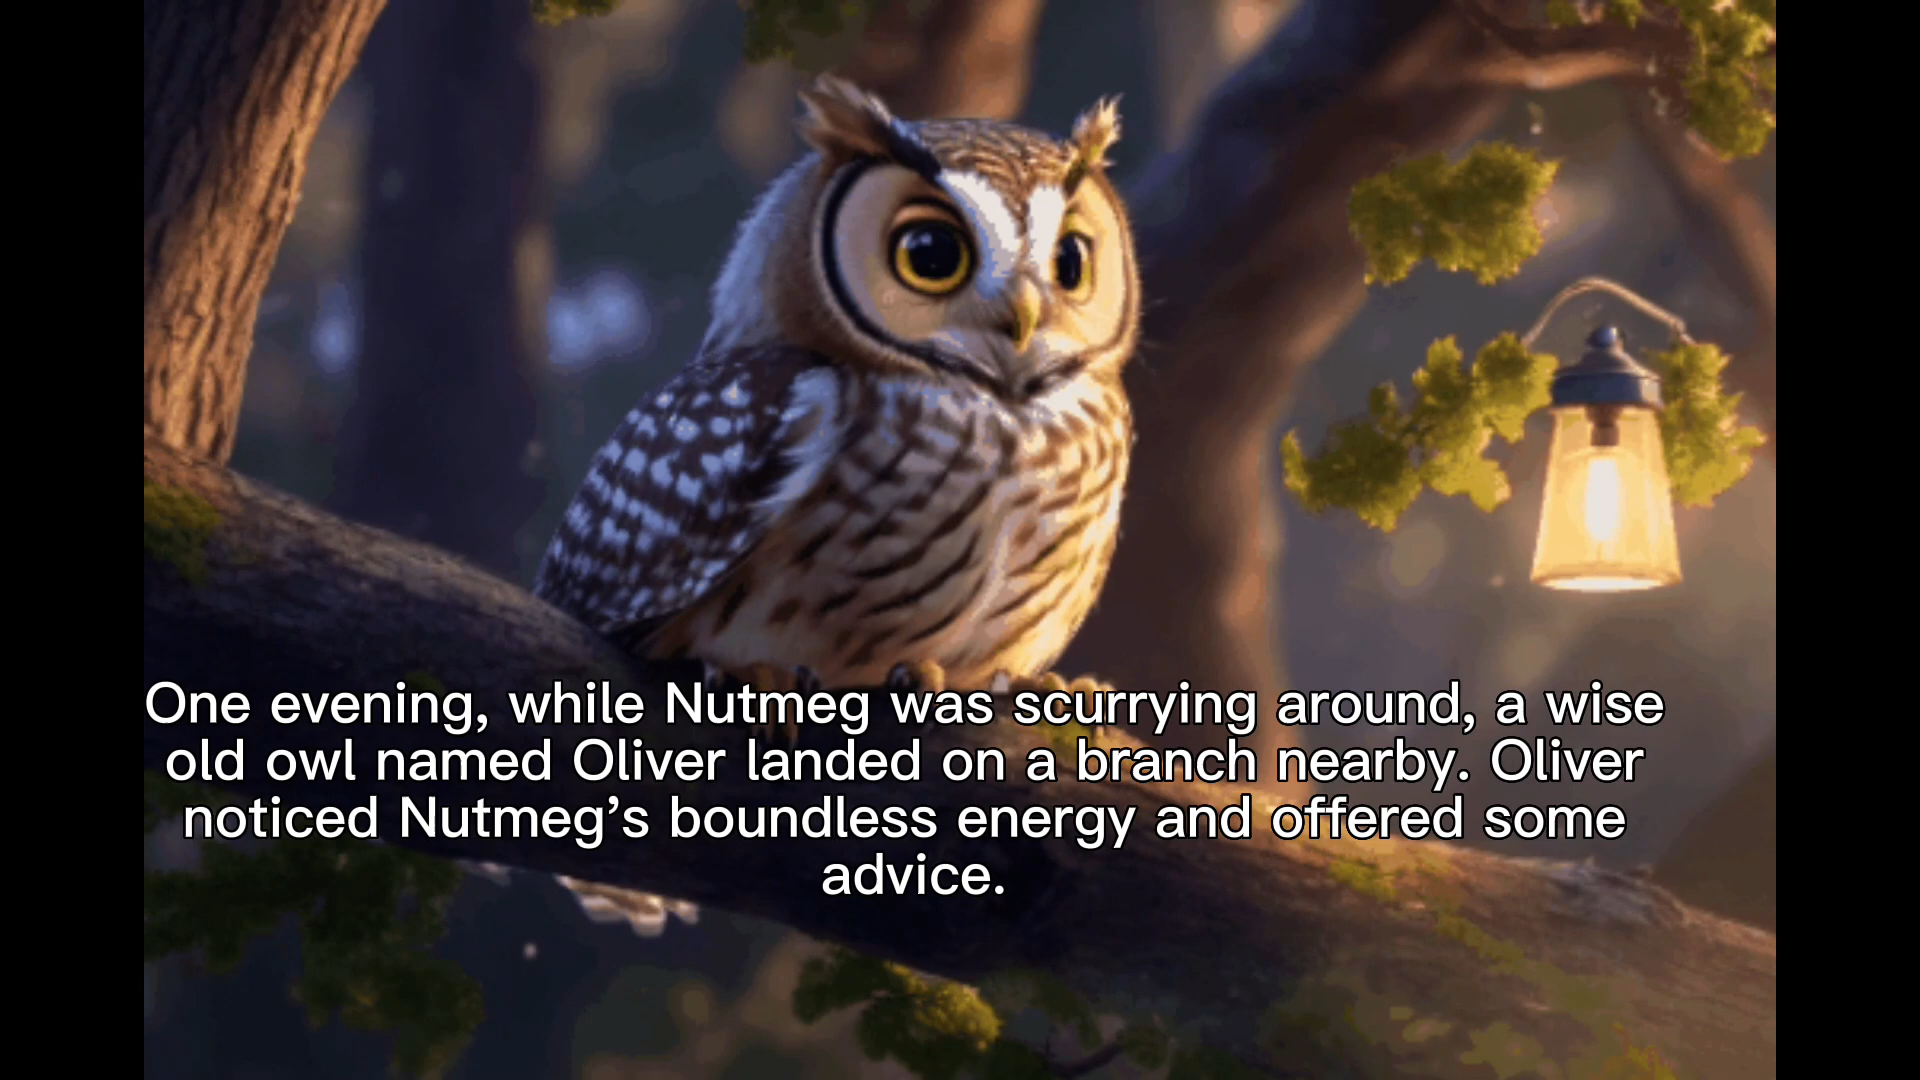 One evening, while Nutmeg was scurrying around, a wise
old owl named Oliver landed on a branch nearby. Oliver
noticed Nutmeg’s boundless energy and offered some
advice.